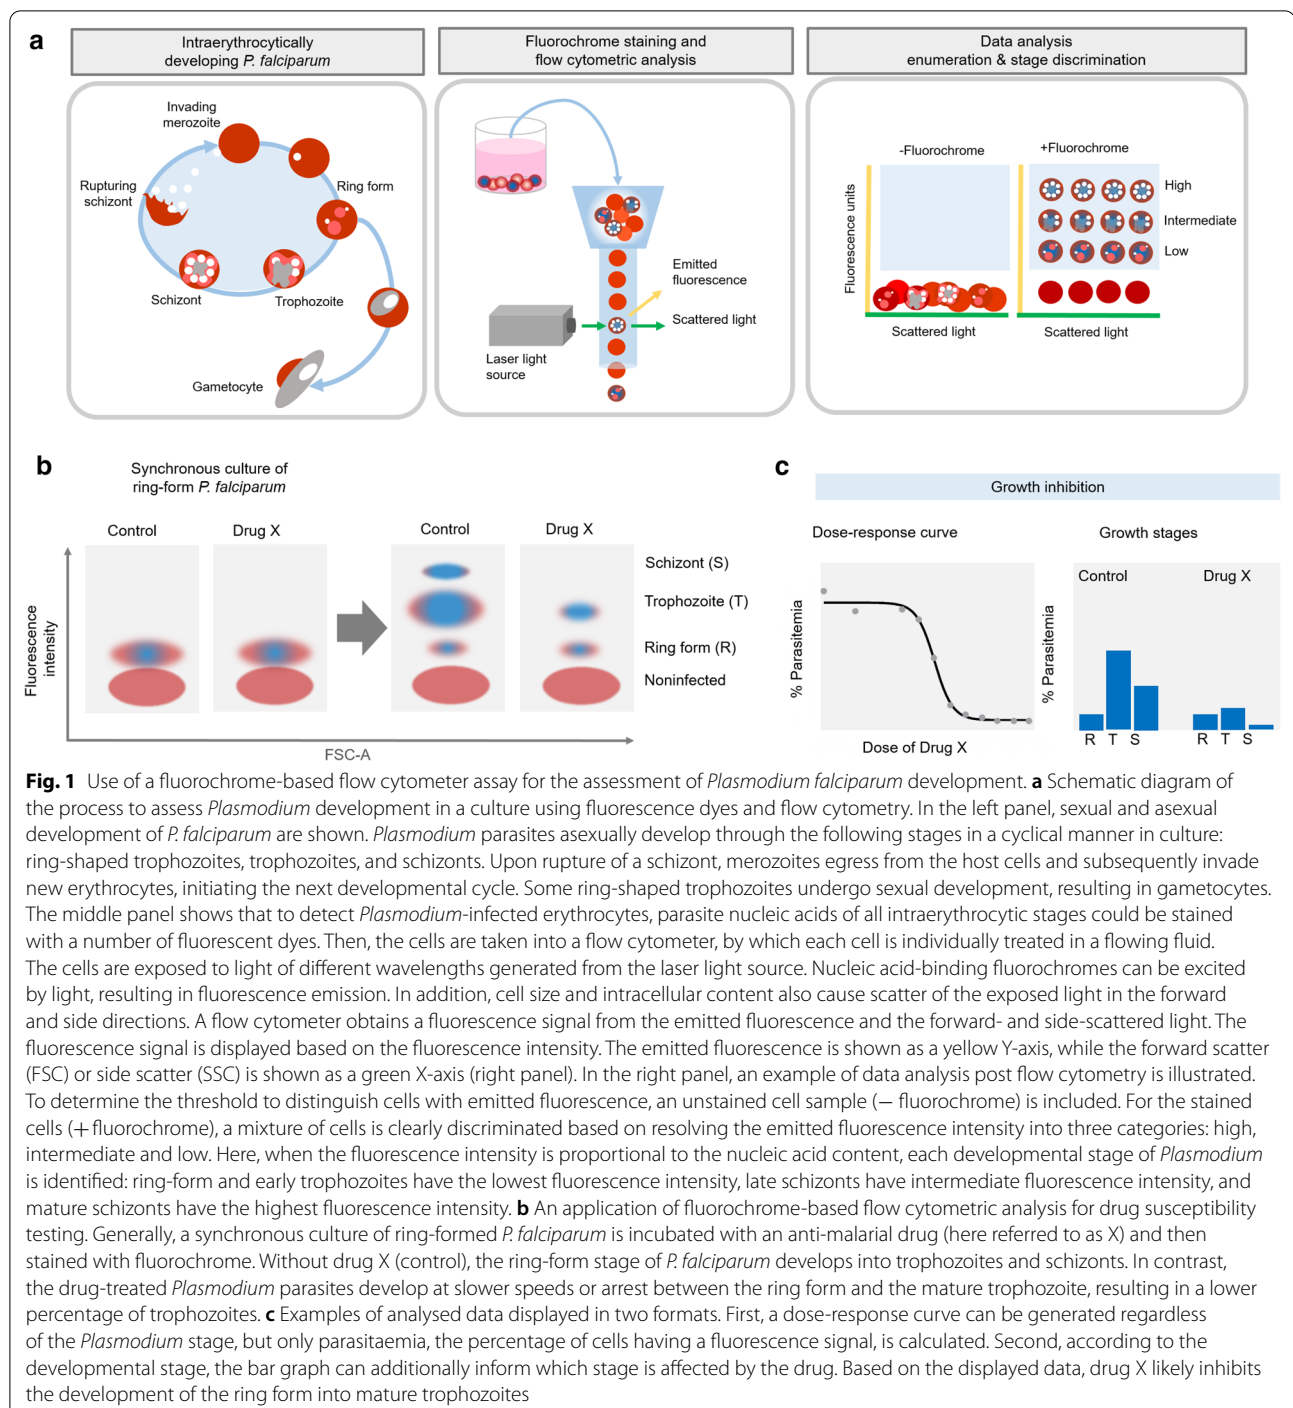 a
Intraerythrocytically
developing P. falciparum
Fluorochrome staining and
flow cytometric analysis
Data analysis
enumeration & stage discrimination
Invading
merozoite
Rupturing
schizont
Ring form
Schizont
Trophozoite
Gametocyte
Emitted
fluorescence
Scattered light
Laser light
source
-Fluorochrome
+Fluorochrome
Fluorescence units
High
Intermediate
Low
Scattered light
Scattered light
b
Synchronous culture of
ring-form P. falciparum
Control
Drug X
Control
Drug X
Fluorescence
intensity
Schizont (S)
Trophozoite (T)
Ring form (R)
Noninfected
FSC-A
c
Growth inhibition
Dose-response curve
Growth stages
% Parasitemia
Dose of Drug X
% Parasitemia
Control
Drug X
R T S
R T S
Fig. 1 Use of a fluorochrome-based flow cytometer assay for the assessment of Plasmodium falciparum development. a Schematic diagram of
the process to assess Plasmodium development in a culture using fluorescence dyes and flow cytometry. In the left panel, sexual and asexual
development of P. falciparum are shown. Plasmodium parasites asexually develop through the following stages in a cyclical manner in culture:
ring-shaped trophozoites, trophozoites, and schizonts. Upon rupture of a schizont, merozoites egress from the host cells and subsequently invade
new erythrocytes, initiating the next developmental cycle. Some ring-shaped trophozoites undergo sexual development, resulting in gametocytes.
The middle panel shows that to detect Plasmodium-infected erythrocytes, parasite nucleic acids of all intraerythrocytic stages could be stained
with a number of fluorescent dyes. Then, the cells are taken into a flow cytometer, by which each cell is individually treated in a flowing fluid.
The cells are exposed to light of different wavelengths generated from the laser light source. Nucleic acid-binding fluorochromes can be excited
by light, resulting in fluorescence emission. In addition, cell size and intracellular content also cause scatter of the exposed light in the forward
and side directions. A flow cytometer obtains a fluorescence signal from the emitted fluorescence and the forward- and side-scattered light. The
fluorescence signal is displayed based on the fluorescence intensity. The emitted fluorescence is shown as a yellow Y-axis, while the forward scatter
(FSC) or side scatter (SSC) is shown as a green X-axis (right panel). In the right panel, an example of data analysis post flow cytometry is illustrated.
To determine the threshold to distinguish cells with emitted fluorescence, an unstained cell sample (− fluorochrome) is included. For the stained
cells (+ fluorochrome), a mixture of cells is clearly discriminated based on resolving the emitted fluorescence intensity into three categories: high,
intermediate and low. Here, when the fluorescence intensity is proportional to the nucleic acid content, each developmental stage of Plasmodium
is identified: ring-form and early trophozoites have the lowest fluorescence intensity, late schizonts have intermediate fluorescence intensity, and
mature schizonts have the highest fluorescence intensity. b An application of fluorochrome-based flow cytometric analysis for drug susceptibility
testing. Generally, a synchronous culture of ring-formed P. falciparum is incubated with an anti-malarial drug (here referred to as X) and then
stained with fluorochrome. Without drug X (control), the ring-form stage of P. falciparum develops into trophozoites and schizonts. In contrast,
the drug-treated Plasmodium parasites develop at slower speeds or arrest between the ring form and the mature trophozoite, resulting in a lower
percentage of trophozoites. c Examples of analysed data displayed in two formats. First, a dose-response curve can be generated regardless
of the Plasmodium stage, but only parasitaemia, the percentage of cells having a fluorescence signal, is calculated. Second, according to the
developmental stage, the bar graph can additionally inform which stage is affected by the drug. Based on the displayed data, drug X likely inhibits
the development of the ring form into mature trophozoites